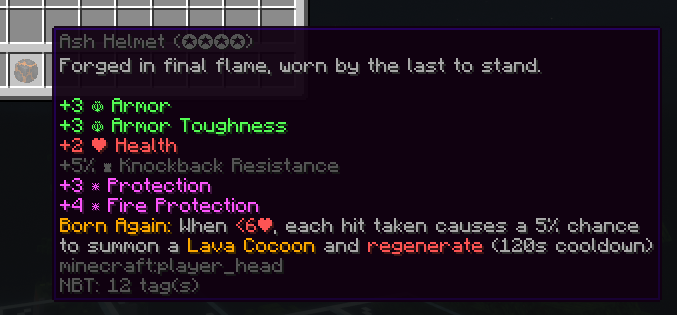 Ash Helmet (✪✪✪✪)
Forged in final flame, worn by the last to stand.
+3 Armor
+3 Armor Toughness
+2 ❤ Health
+5% Knockback Resistance
+3 Protection
+4 Fire Protection
Born Again: When <6❤, each hit taken causes a 5% chance
to summon a Lava Cocoon and regenerate (120s cooldown)
minecraft:player_head
NBT: 12 tag(s)